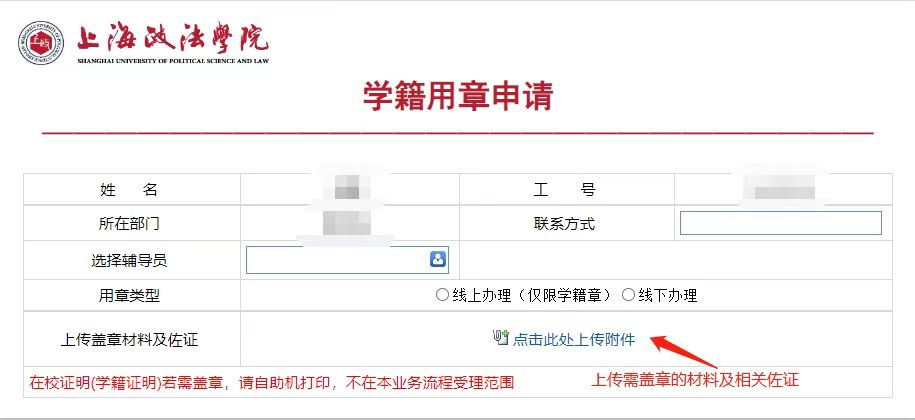 上海政法學院
SHANGHAI UNIVERSITY OF POLITICAL SCIENCE AND LAW
学籍用章申请
姓 名
工 号
所在部门
联系方式
选择辅导员
用章类型
线上办理（仅限学籍章） 线下办理
上传盖章材料及佐证
点击此处上传附件
在校证明(学籍证明)若需盖章，请自助机打印，不在本业务流程受理范围
上传需盖章的材料及相关佐证